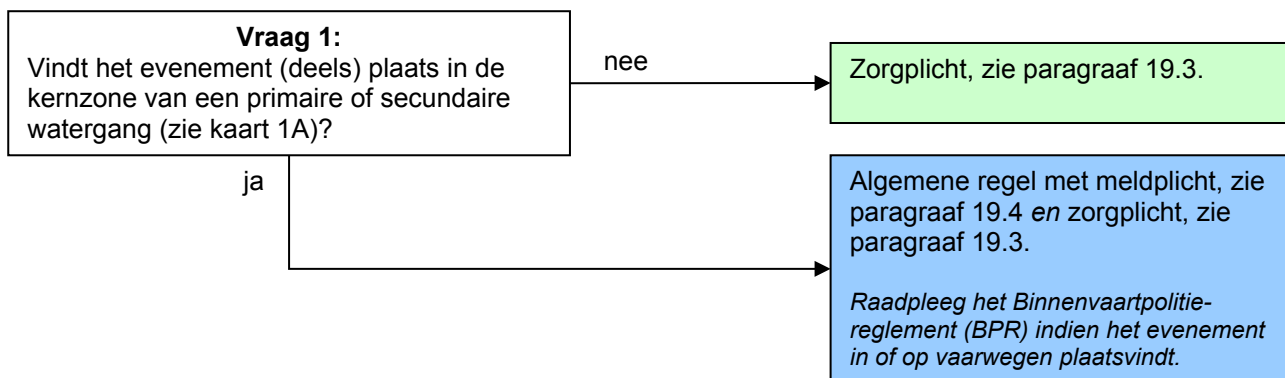 Vraag 1:
Vindt het evenement (deels) plaats in de
kernzone van een primaire of secundaire
watergang (zie kaart 1A)?
nee
Zorgplicht, zie paragraaf 19.3.
ja
Algemene regel met meldplicht, zie
paragraaf 19.4 en zorgplicht, zie
paragraaf 19.3.
Raadpleeg het Binnenvaartpolitie-
reglement (BPR) indien het evenement
in of op vaarwegen plaatsvindt.